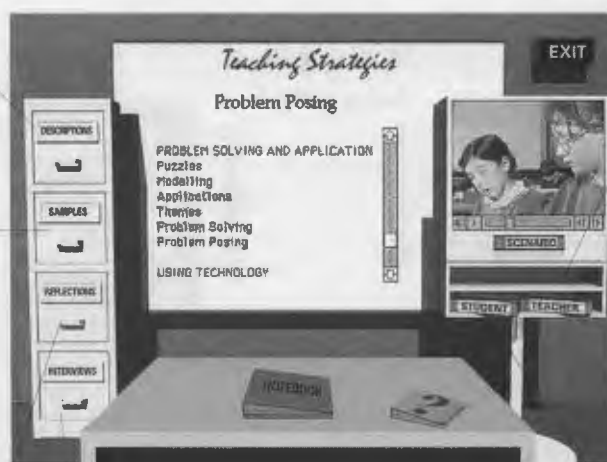 Teaching Strategies
EXIT
Problem Posing
DESCRIPTIONS
SAMPLES
REFLECTIONS
INTERVIEWS
PROBLEM SOLVING AND APPLICATION
Puzzles
Modelling
Applications
Themes
Problem Solving
Problem Posing
USING TECHNOLOGY
SCENARIO
STUDENT
TEACHER
NOTEBOOK
?